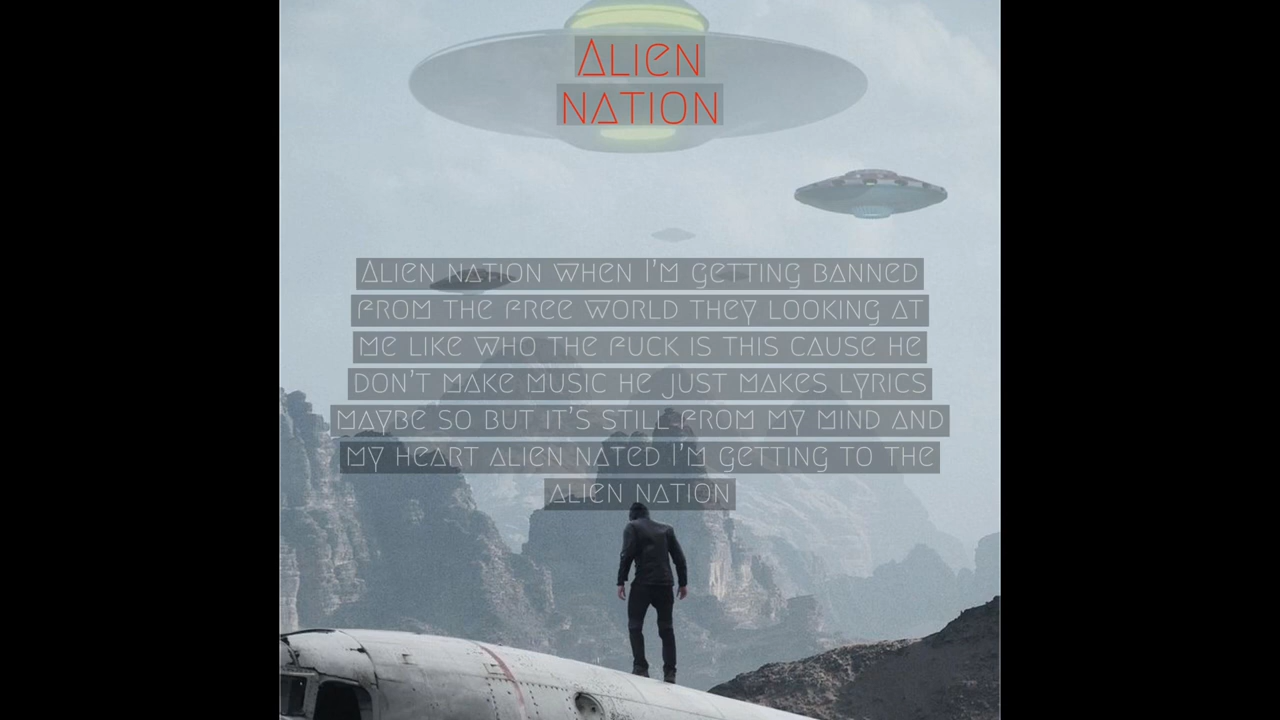 Alien
nation
Alien nation when I'm getting banned
from the free world they looking at
me like who the fuck is this cause he
don't make music he just makes lyrics
maybe so but it's still from my mind and
my heart alien nated I'm getting to the
alien nation